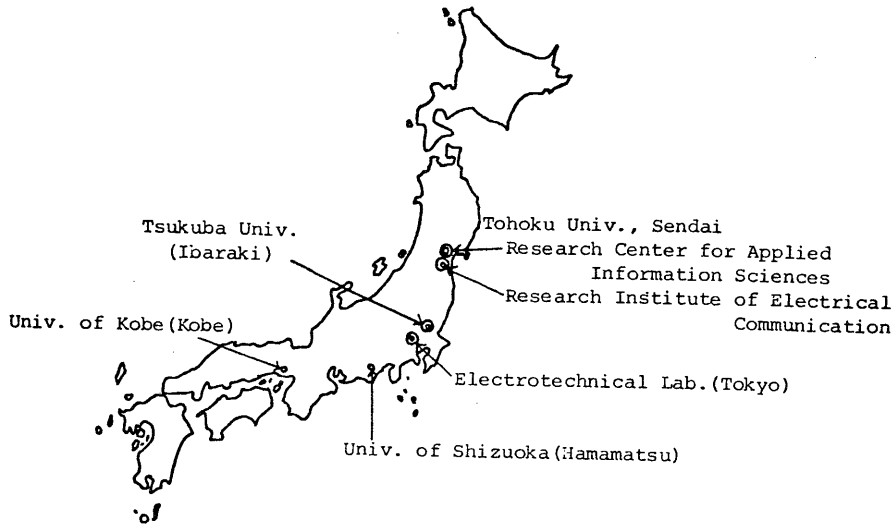 Tohoku Univ., Sendai
Research Center for Applied
Information Sciences
Research Institute of Electrical
Communication
Tsukuba Univ.
(Ibaraki)
Univ. of Kobe(Kobe)
Electrotechnical Lab.(Tokyo)
Univ. of Shizuoka(Hamamatsu)